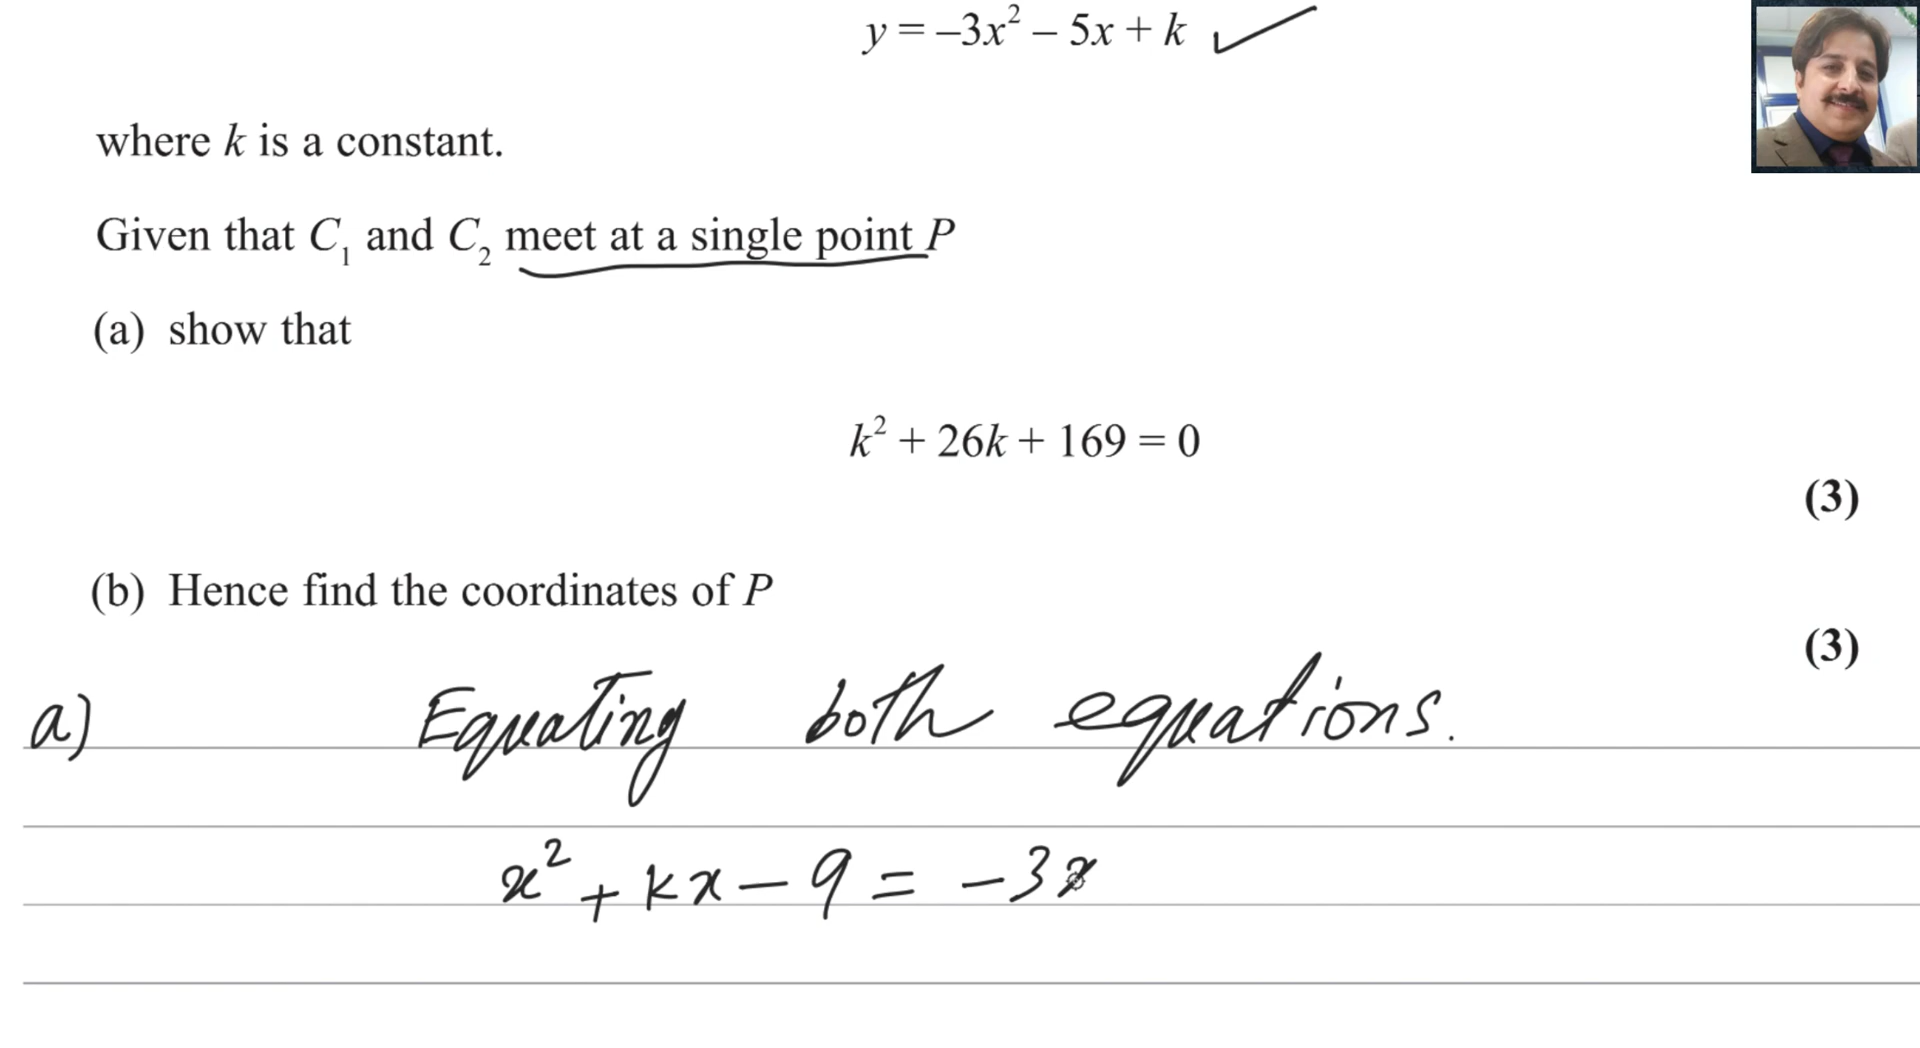 y = –3x² – 5x + k
where k is a constant.
Given that C₁ and C₂ meet at a single point P
(a) show that
k² + 26k + 169 = 0
(3)
(b) Hence find the coordinates of P
(3)
a) Equating both equations.
x² + kx – 9 = –3x